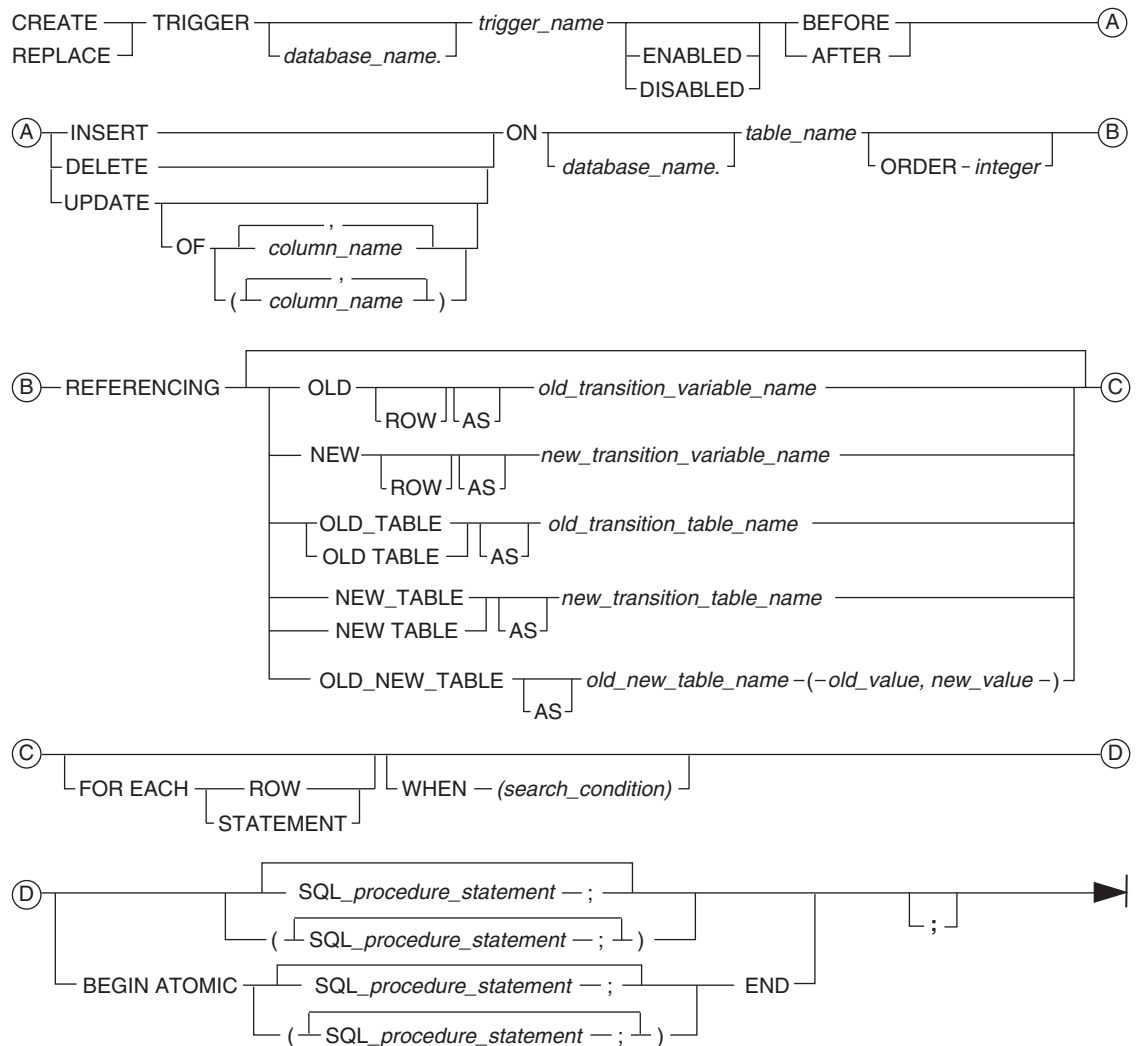 CREATE TRIGGER trigger_name BEFORE A
REPLACE database_name. ENABLED AFTER
DISABLED
A INSERT ON table_name B
DELETE database_name. ORDER integer
UPDATE
,
OF column_name
,
( column_name )
B REFERENCING OLD old_transition_variable_name C
ROW AS
NEW new_transition_variable_name
ROW AS
OLD_TABLE old_transition_table_name
OLD TABLE AS
NEW_TABLE new_transition_table_name
NEW TABLE AS
OLD_NEW_TABLE old_new_table_name (old_value, new_value )
AS
C D
FOR EACH ROW WHEN (search_condition)
STATEMENT
D SQL_procedure_statement ;
( SQL_procedure_statement ; ) ;
BEGIN ATOMIC SQL_procedure_statement ; END
( SQL_procedure_statement ; )